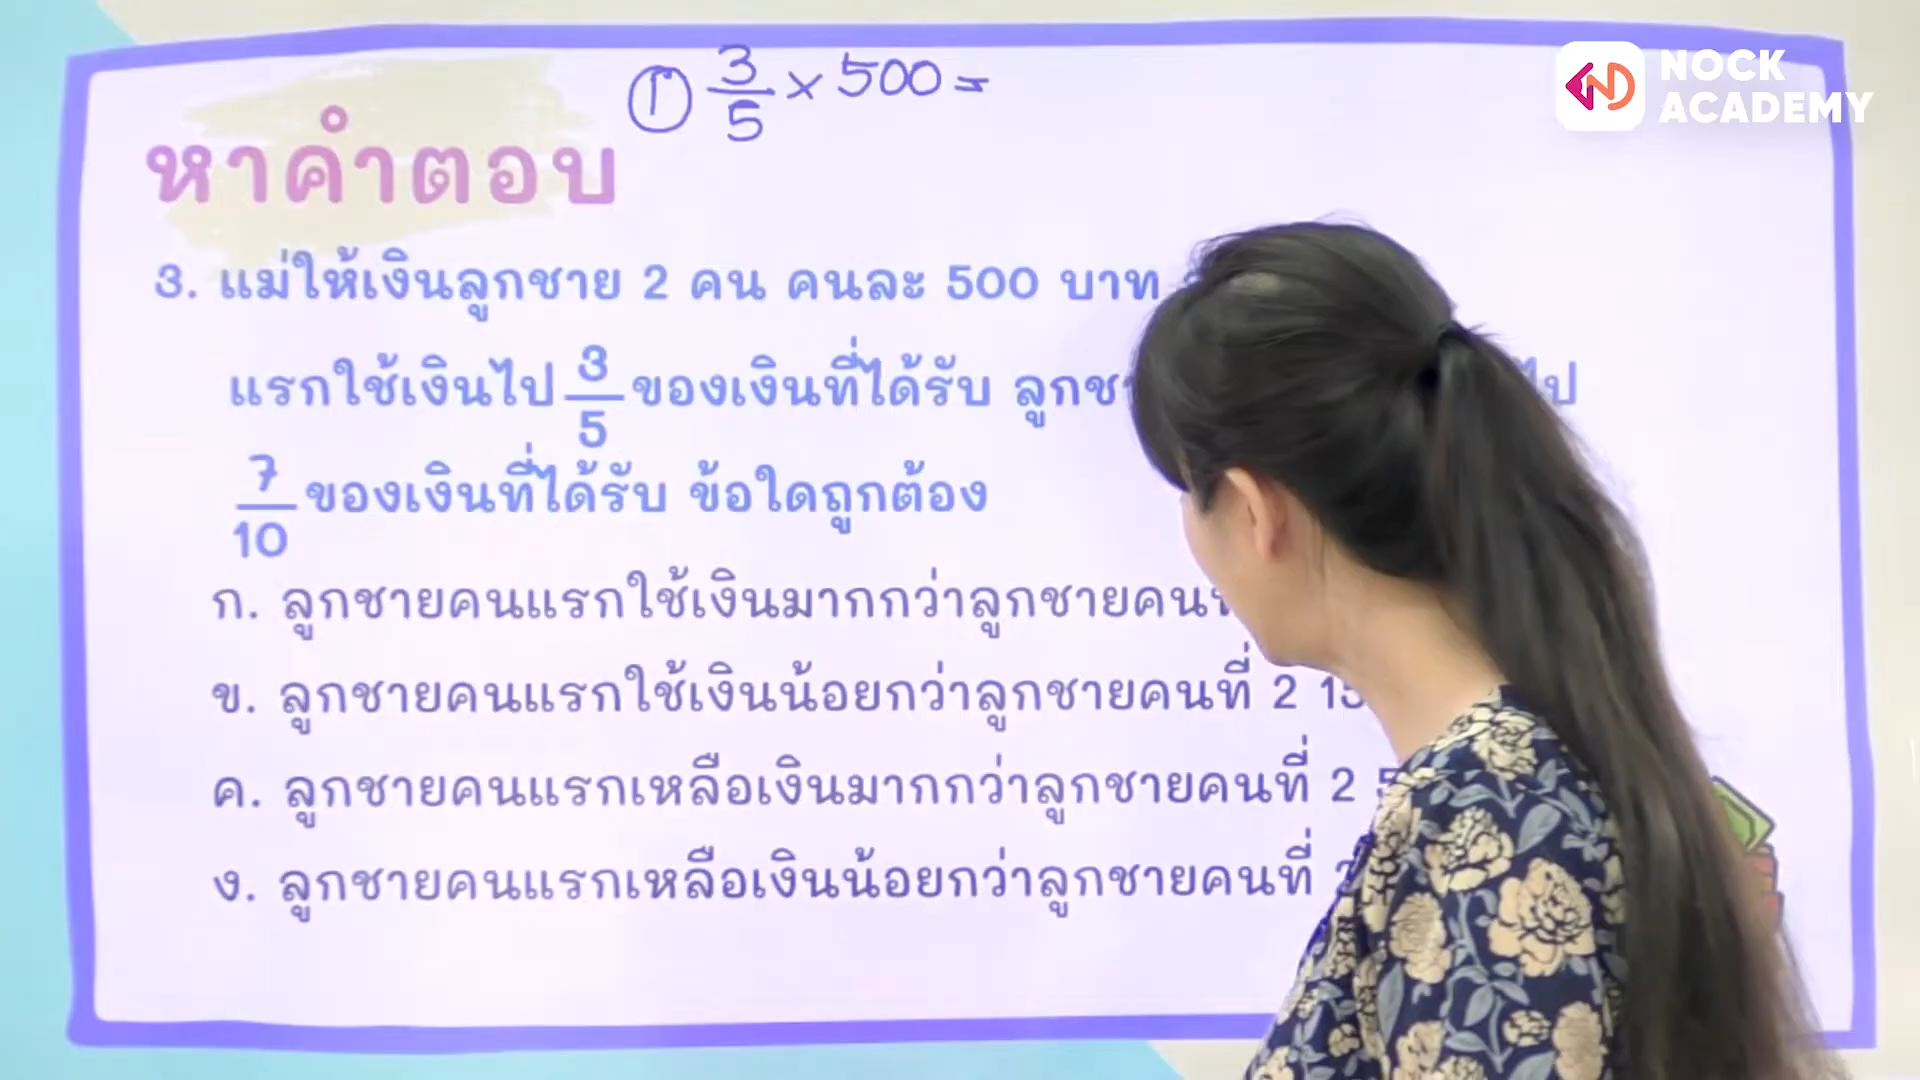 ① 3/5 × 500 =
NOCK
ACADEMY
หาคำตอบ
3. แม่ให้เงินลูกชาย 2 คน คนละ 500 บาท
แรกใช้เงินไป 3/5 ของเงินที่ได้รับ
7/10 ของเงินที่ได้รับ ข้อใดถูกต้อง
ก. ลูกชายคนแรกใช้เงินมากกว่าลูกชาย
ข. ลูกชายคนแรกใช้เงินน้อยกว่าลูกชายคนที่ 2
ค. ลูกชายคนแรกเหลือเงินมากกว่าลูกชายคนที่ 2
ง. ลูกชายคนแรกเหลือเงินน้อยกว่าลูกชายคนที่